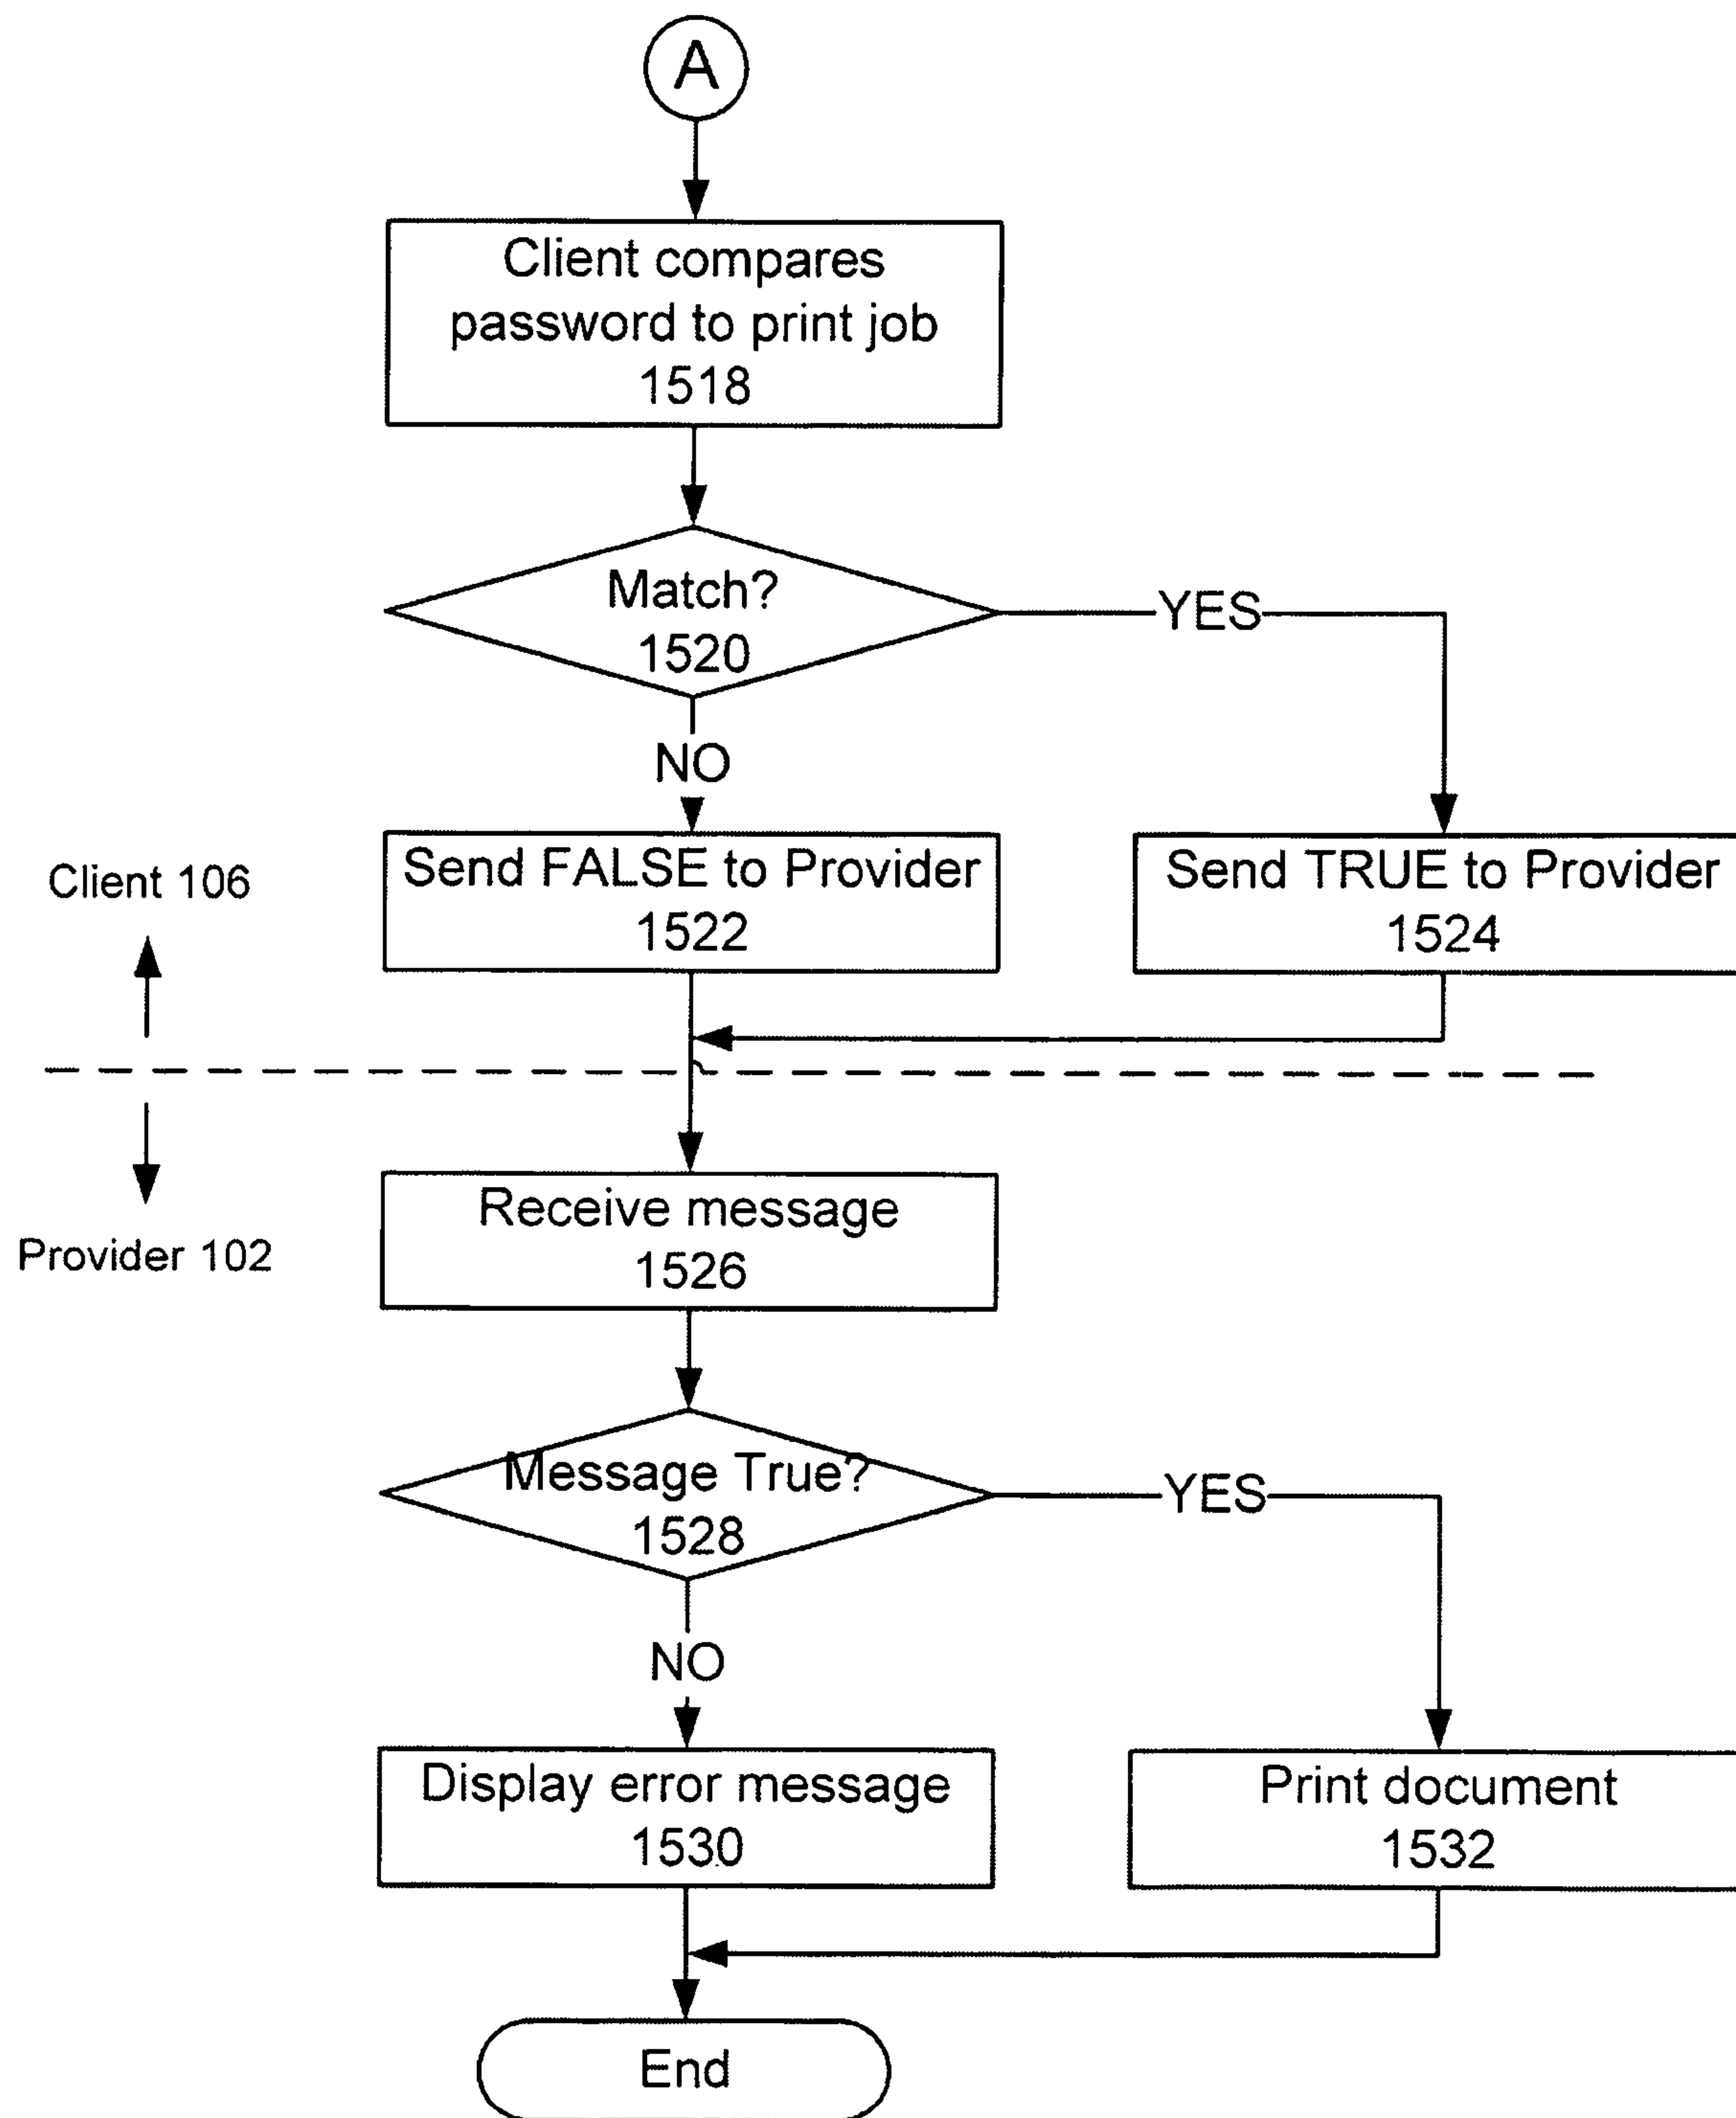 A
Client compares
password to print job
1518
Match?
1520
YES
NO
Send FALSE to Provider
1522
Send TRUE to Provider
1524
Client 106
Provider 102
Receive message
1526
Message True?
1528
YES
NO
Display error message
1530
Print document
1532
End